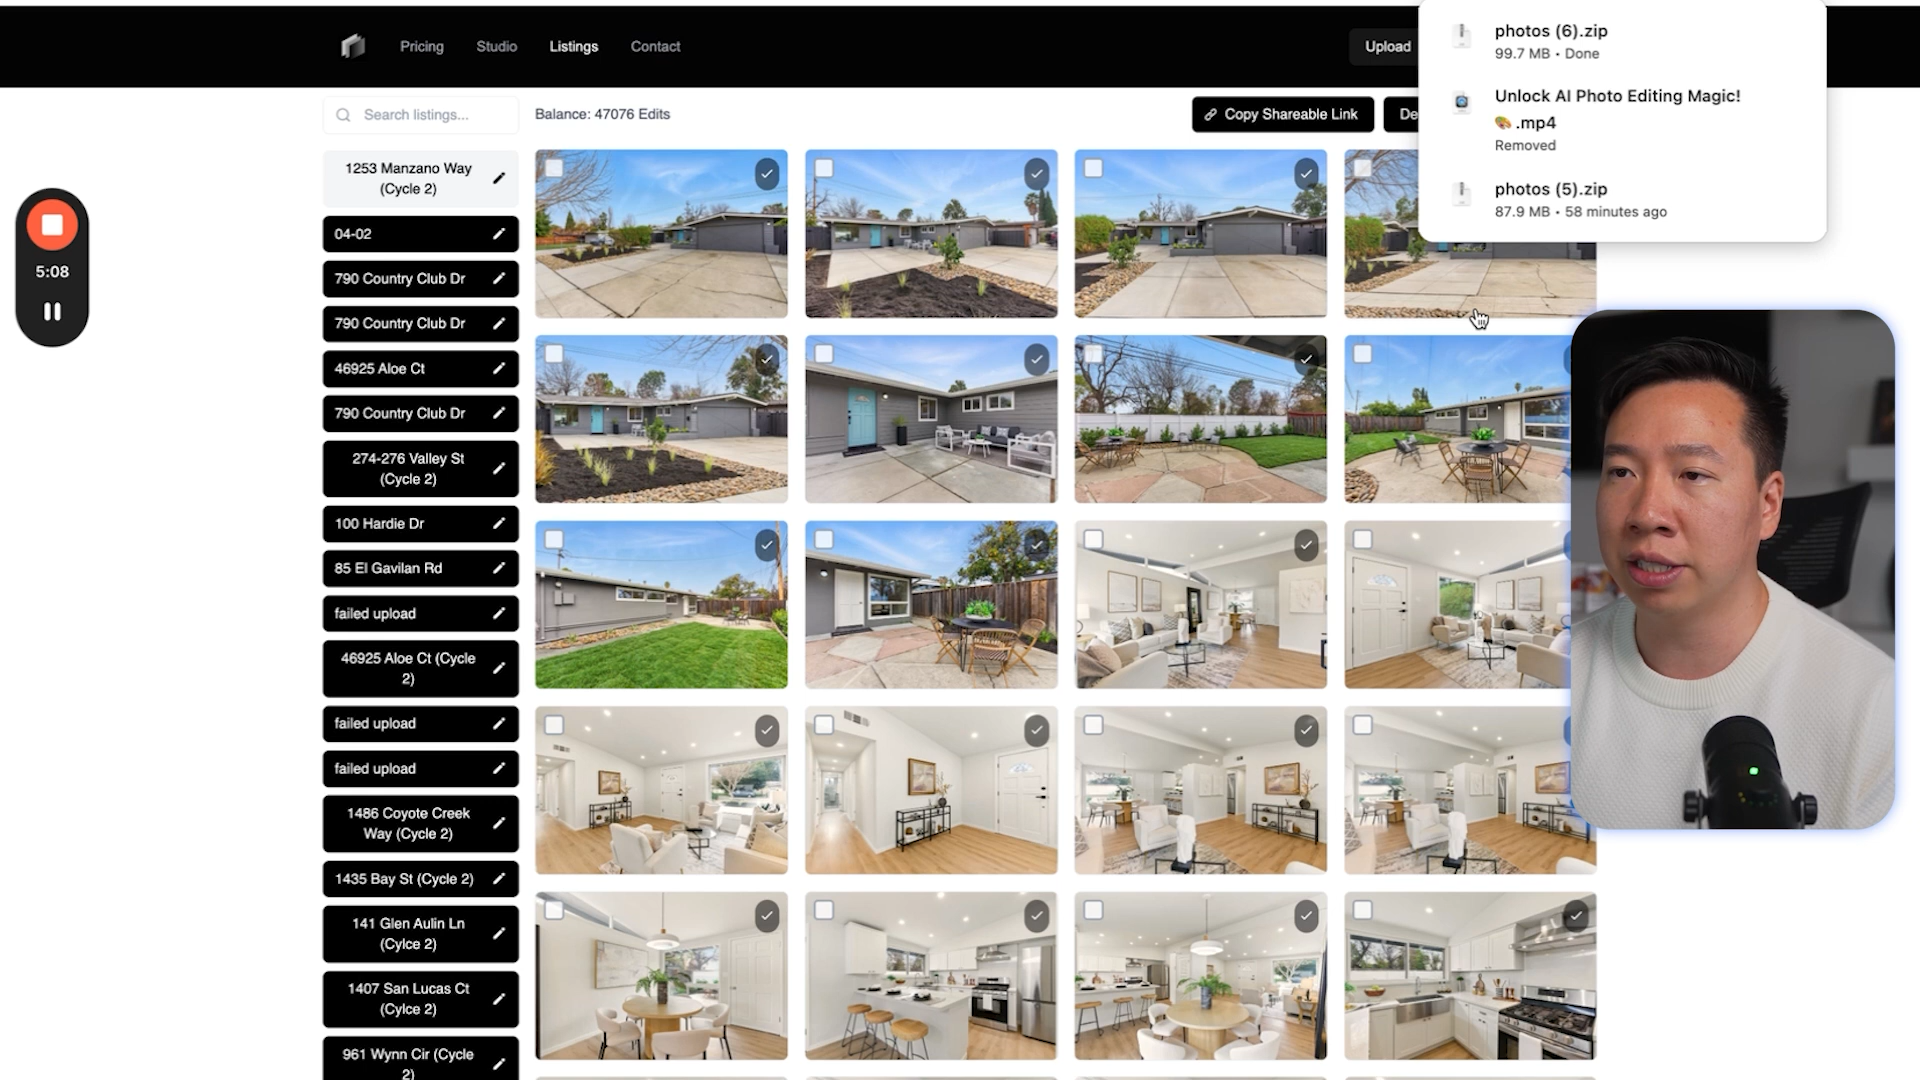 Pricing
Studio
Listings
Contact
Upload
photos (6).zip
99.7 MB • Done
Unlock AI Photo Editing Magic!
🎨 .mp4
Removed
photos (5).zip
87.9 MB • 58 minutes ago
Search listings...
Balance: 47076 Edits
Copy Shareable Link
De
5:08
1253 Manzano Way
(Cycle 2)
04-02
790 Country Club Dr
790 Country Club Dr
46925 Aloe Ct
790 Country Club Dr
274-276 Valley St
(Cycle 2)
100 Hardie Dr
85 El Gavilan Rd
failed upload
46925 Aloe Ct (Cycle
2)
failed upload
failed upload
1486 Coyote Creek
Way (Cycle 2)
1435 Bay St (Cycle 2)
141 Glen Aulin Ln
(Cylce 2)
1407 San Lucas Ct
(Cylce 2)
961 Wynn Cir (Cycle
2)